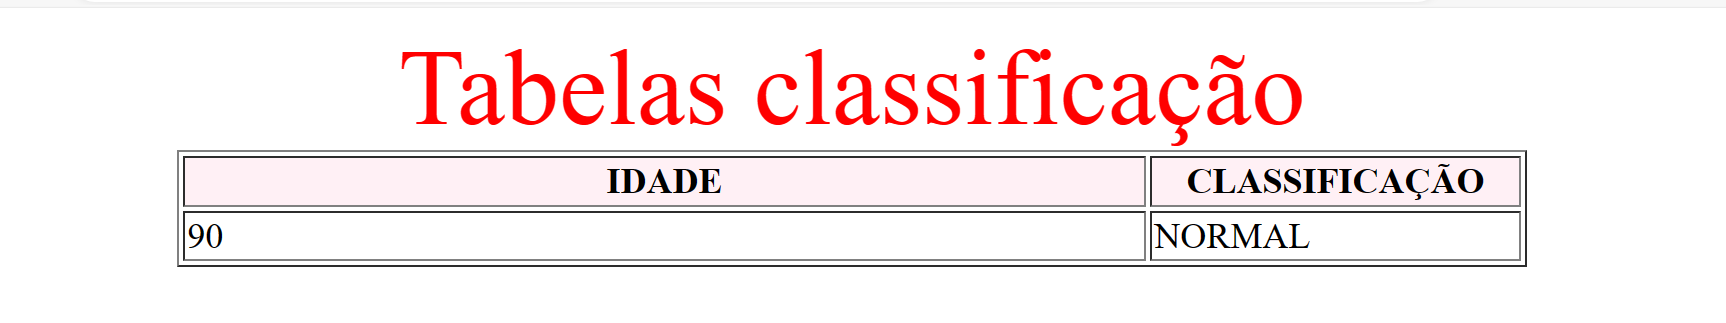 Tabelas classificação
IDADE CLASSIFICAÇÃO
90 NORMAL